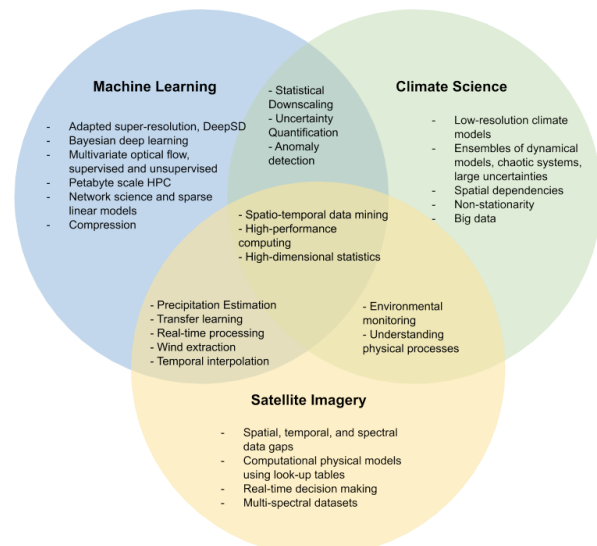 Machine Learning
- Adapted super-resolution, DeepSD
- Bayesian deep learning
- Multivariate optical flow,
supervised and unsupervised
- Petabyte scale HPC
- Network science and sparse
linear models
- Compression
- Statistical
Downscaling
- Uncertainty
Quantification
- Anomaly
detection
Climate Science
- Low-resolution climate
models
- Ensembles of dynamical
models, chaotic systems,
large uncertainties
- Spatial dependencies
- Non-stationarity
- Big data
- Spatio-temporal data mining
- High-performance
computing
- High-dimensional statistics
- Precipitation Estimation
- Transfer learning
- Real-time processing
- Wind extraction
- Temporal interpolation
- Environmental
monitoring
- Understanding
physical processes
Satellite Imagery
- Spatial, temporal, and spectral
data gaps
- Computational physical models
using look-up tables
- Real-time decision making
- Multi-spectral datasets